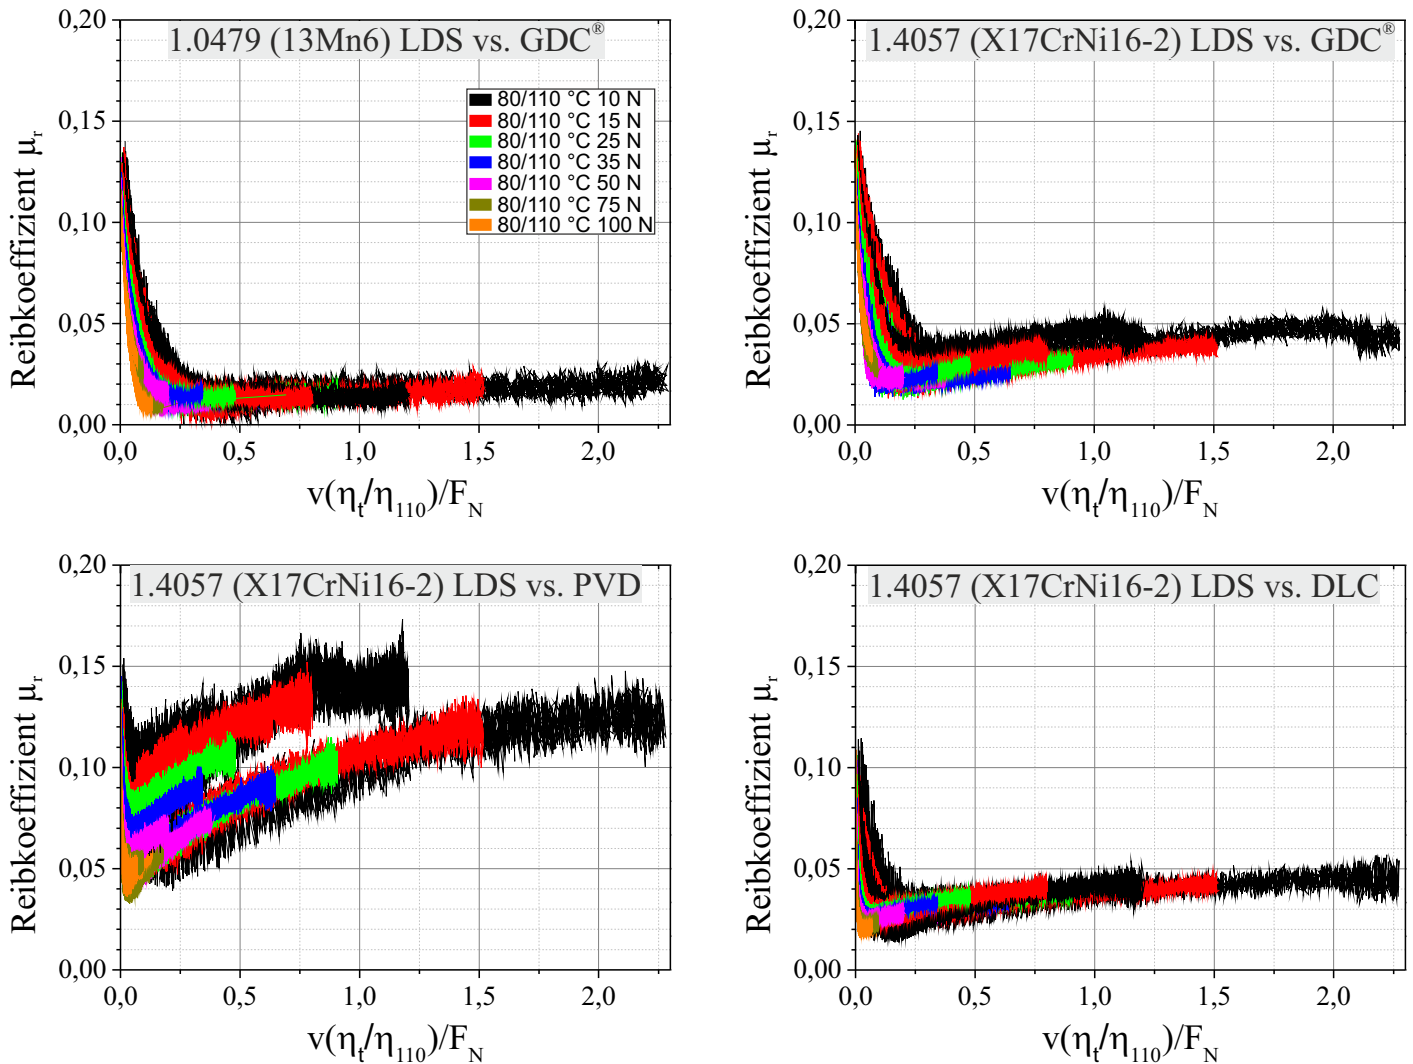 1.0479 (13Mn6) LDS vs. GDC®
Reibkoeffizient μr
0,20
0,15
0,10
0,05
0,00
80/110 °C 10 N
80/110 °C 15 N
80/110 °C 25 N
80/110 °C 35 N
80/110 °C 50 N
80/110 °C 75 N
80/110 °C 100 N
0,0 0,5 1,0 1,5 2,0
v(ηt/η110)/FN
1.4057 (X17CrNi16-2) LDS vs. GDC®
Reibkoeffizient μr
0,20
0,15
0,10
0,05
0,00
0,0 0,5 1,0 1,5 2,0
v(ηt/η110)/FN
1.4057 (X17CrNi16-2) LDS vs. PVD
Reibkoeffizient μr
0,20
0,15
0,10
0,05
0,00
0,0 0,5 1,0 1,5 2,0
v(ηt/η110)/FN
1.4057 (X17CrNi16-2) LDS vs. DLC
Reibkoeffizient μr
0,20
0,15
0,10
0,05
0,00
0,0 0,5 1,0 1,5 2,0
v(ηt/η110)/FN